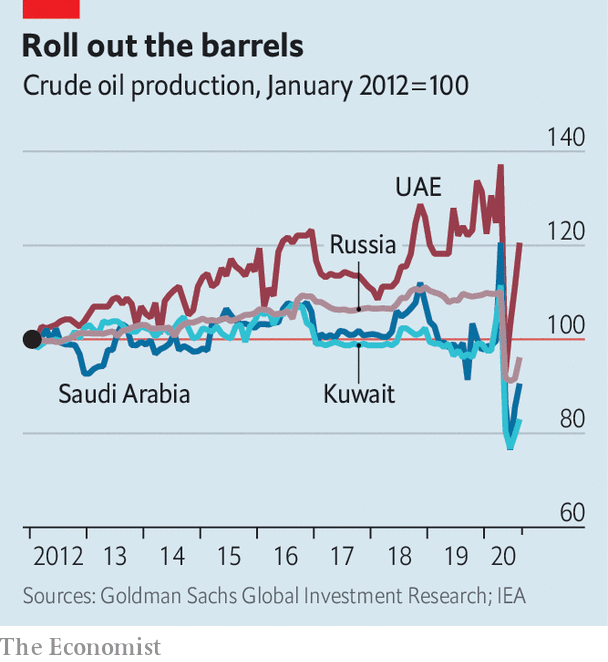 Roll out the barrels
Crude oil production, January 2012=100
140
UAE
120
Russia
100
Saudi Arabia
Kuwait
80
60
2012 13 14 15 16 17 18 19 20
Sources: Goldman Sachs Global Investment Research; IEA
The Economist